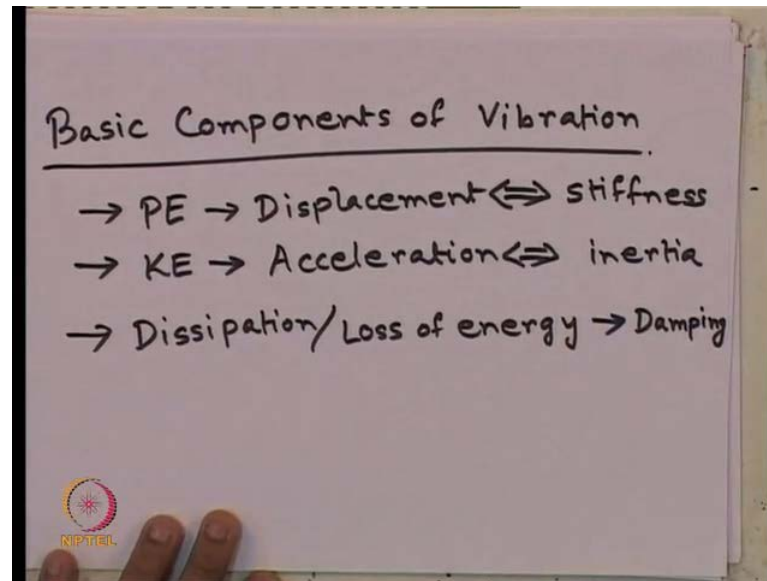 Basic Components of Vibration.
→ PE → Displacement ⇔ stiffness
→ KE → Acceleration ⇔ inertia
→ Dissipation/Loss of energy → Damping
NPTEL